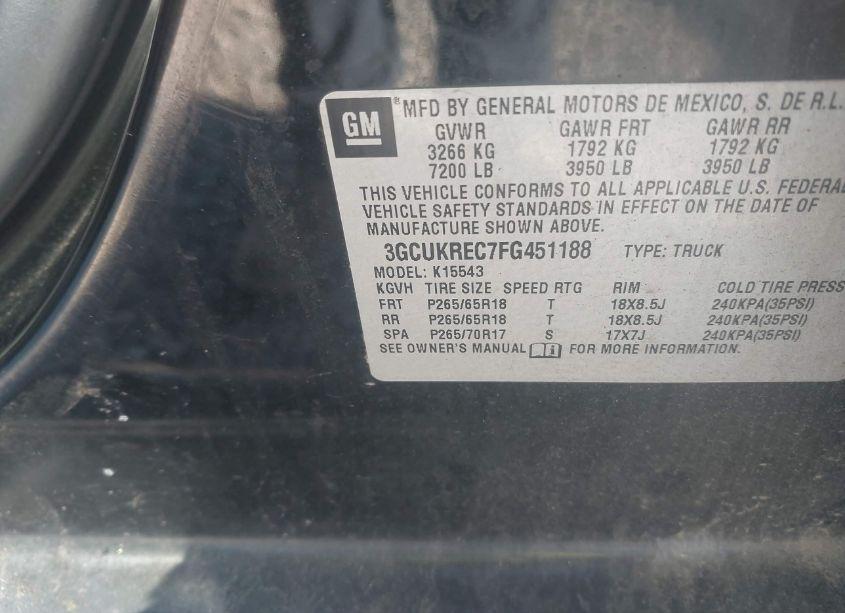 GM ® MFD BY GENERAL MOTORS DE MEXICO, S. DE R.L.
GVWR GAWR FRT GAWR RR
3266 KG 1792 KG 1792 KG
7200 LB 3950 LB 3950 LB
THIS VEHICLE CONFORMS TO ALL APPLICABLE U.S. FEDERAL
VEHICLE SAFETY STANDARDS IN EFFECT ON THE DATE OF
MANUFACTURE SHOWN ABOVE.
3GCUKREC7FG451188 TYPE: TRUCK
MODEL: K15543
KGVH TIRE SIZE SPEED RTG RIM COLD TIRE PRESS
FRT P265/65R18 T 18X8.5J 240KPA(35PSI)
RR P265/65R18 T 18X8.5J 240KPA(35PSI)
SPA P265/70R17 S 17X7J 240KPA(35PSI)
SEE OWNER'S MANUAL FOR MORE INFORMATION.